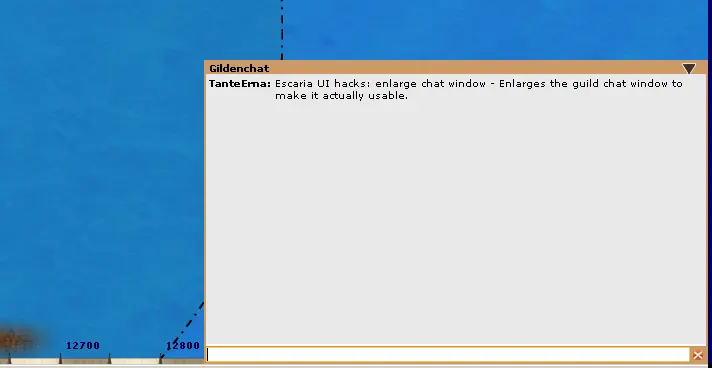 Gildenchat
TanteErna: Escaria UI hacks: enlarge chat window - Enlarges the guild chat window to
make it actually usable.
12700
12800